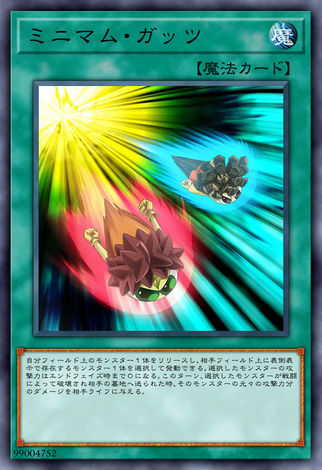 ミニマム・ガッツ
魔
【魔法カード】
自分フィールド上のモンスター1体をリリースし、相手フィールド上に表側表
示で存在するモンスター1体を選択して発動できる。選択したモンスターの攻
撃力はエンドフェイズ時まで0になる。このターン、選択したモンスターが戦闘
によって破壊され相手の墓地へ送られた時、そのモンスターの元々の攻撃力分
のダメージを相手ライフに与える。
99004752